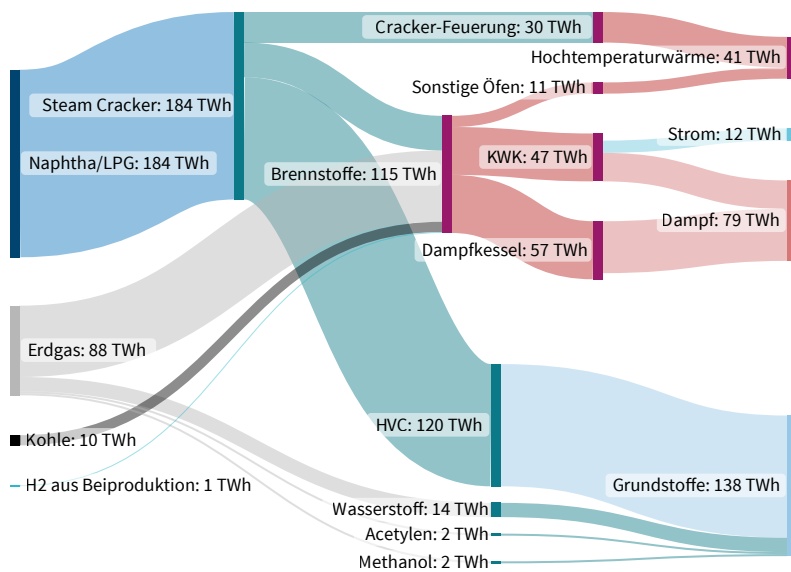 Cracker-Feuerung: 30 TWh
Hochtemperaturwärme: 41 TWh
Sonstige Öfen: 11 TWh
Steam Cracker: 184 TWh
Strom: 12 TWh
Naphtha/LPG: 184 TWh
KWK: 47 TWh
Brennstoffe: 115 TWh
Dampf: 79 TWh
Dampfkessel: 57 TWh
Erdgas: 88 TWh
HVC: 120 TWh
Kohle: 10 TWh
H2 aus Beiproduktion: 1 TWh
Grundstoffe: 138 TWh
Wasserstoff: 14 TWh
Acetylen: 2 TWh
Methanol: 2 TWh